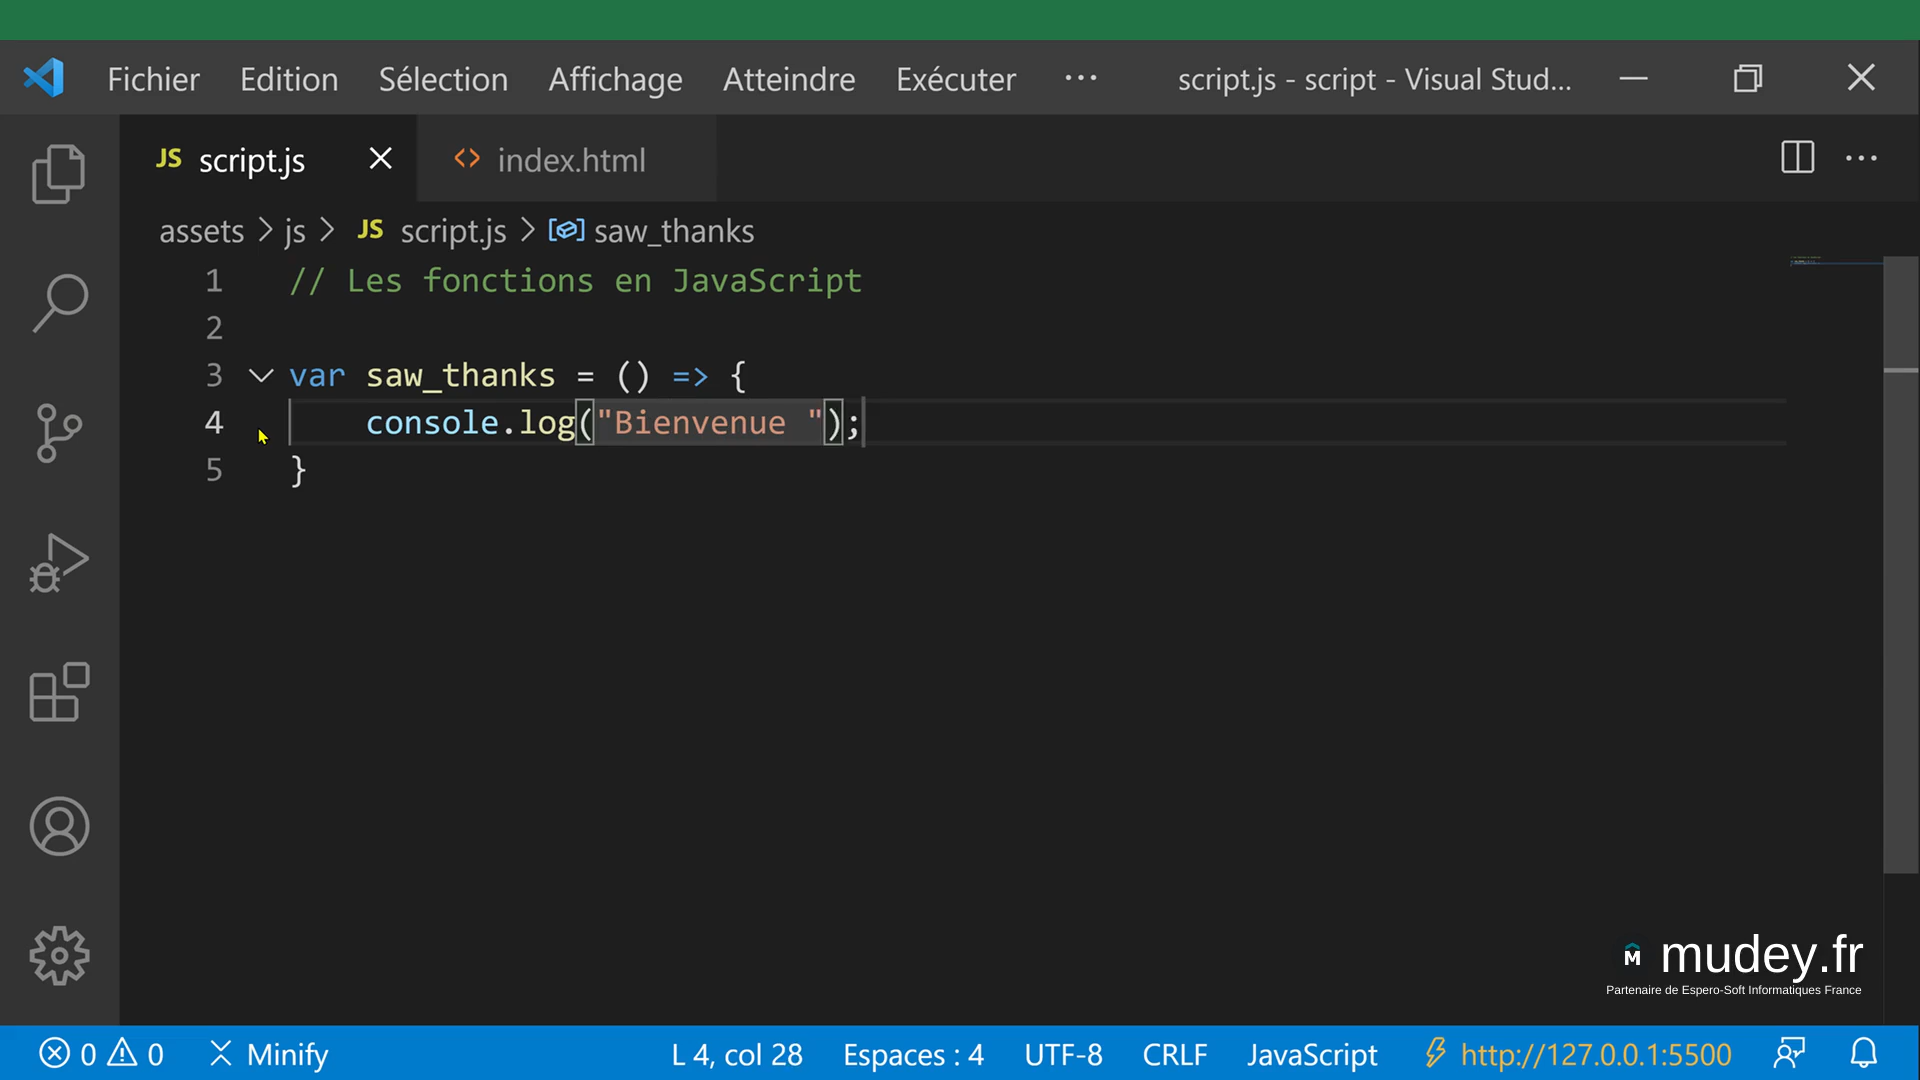 Fichier Edition Sélection Affichage Atteindre Exécuter ··· script.js - script - Visual Stud...
JS script.js index.html
assets > js > JS script.js > saw_thanks
1 // Les fonctions en JavaScript
2
3 var saw_thanks = () => {
4 console.log("Bienvenue ");
5 }
M mudey.fr
Partenaire de Espero-Soft Informatiques France
0 0 Minify L 4, col 28 Espaces : 4 UTF-8 CRLF JavaScript http://127.0.0.1:5500